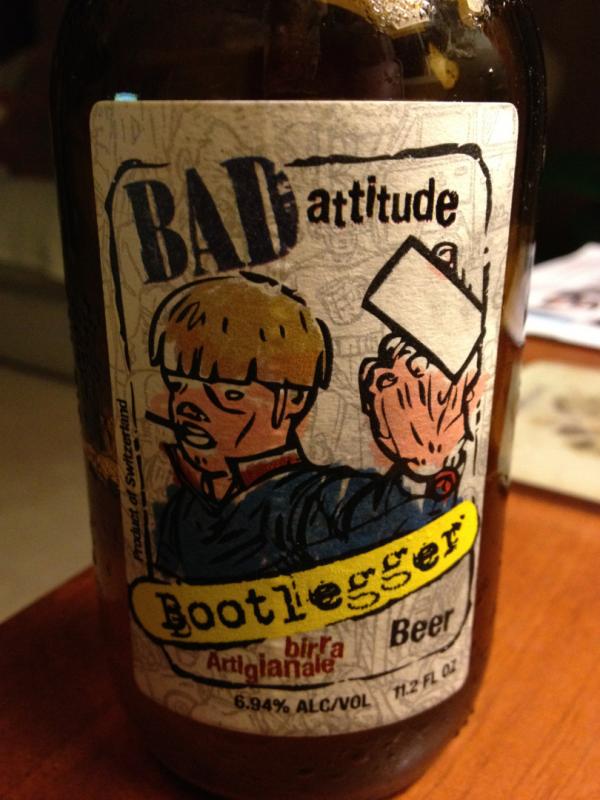 BAD attitude
Product of Switzerland
Bootlegger
Beer
birra
Artigianale
6.94% ALC/VOL 11.2 FL OZ